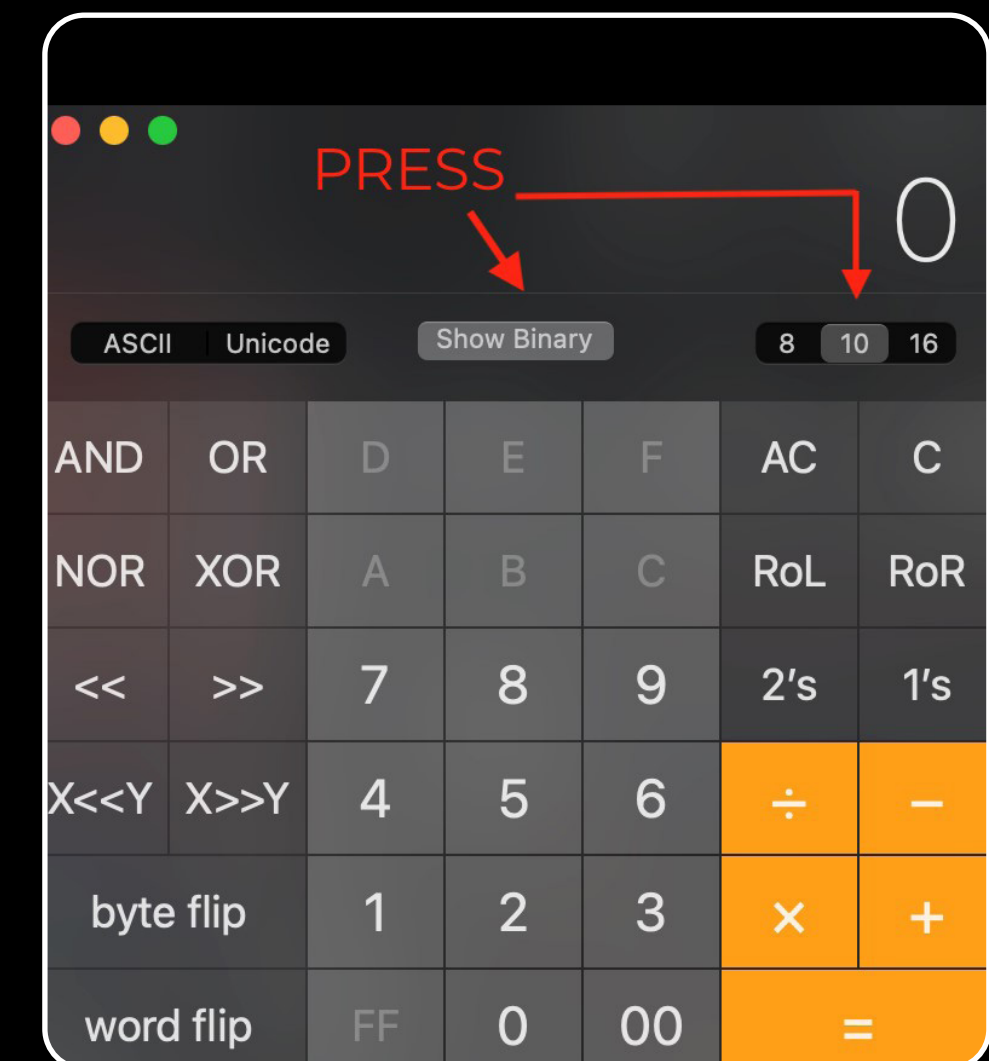 PRESS
0
ASCII Unicode Show Binary 8 10 16
AND OR D E F AC C
NOR XOR A B C RoL RoR
<< >> 7 8 9 2's 1's
X<<Y X>>Y 4 5 6 ÷ −
byte flip 1 2 3 × +
word flip FF 0 00 =